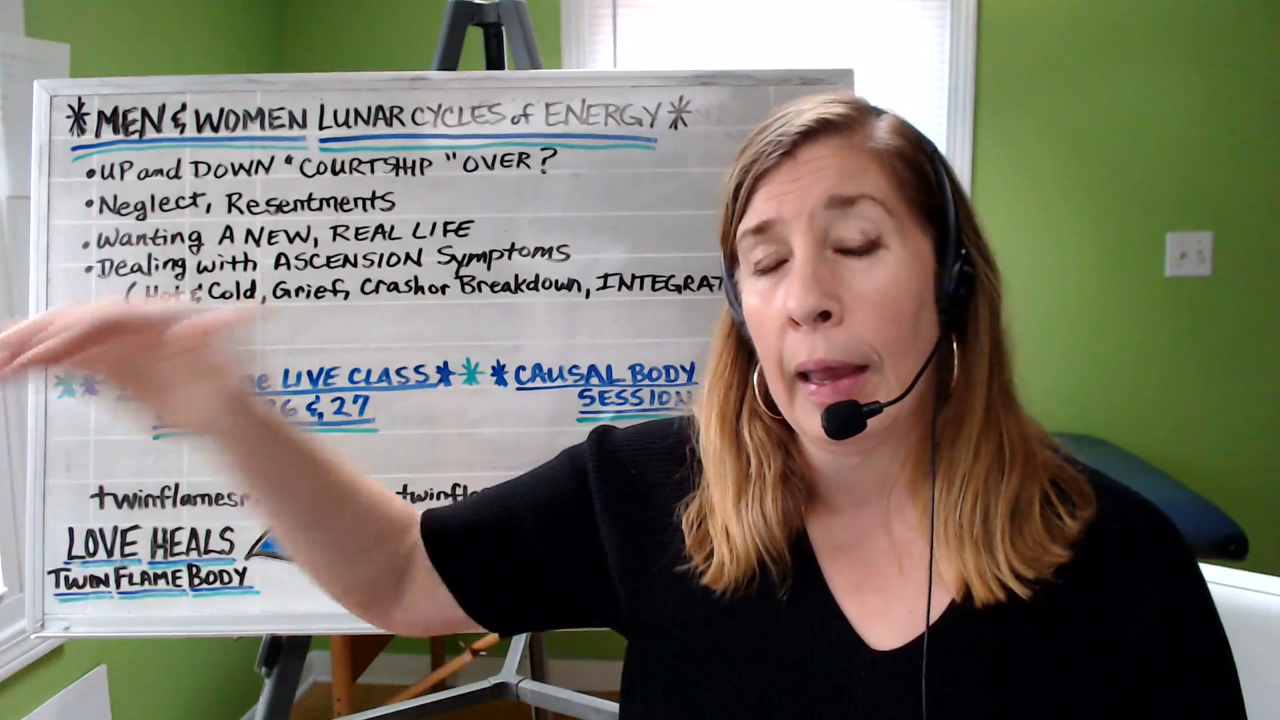 *MEN & WOMEN LUNAR CYCLES of ENERGY*
• UP and DOWN "COURTSHIP" OVER?
• Neglect, Resentments
• Wanting A NEW, REAL LIFE
• Dealing with ASCENSION Symptoms
(Hot & Cold, Grief, Crash or Breakdown, INTEGRAT
LIVE CLASS ** *CAUSAL BODY
26 & 27 SESSION
LOVE HEALS
TWIN FLAME BODY